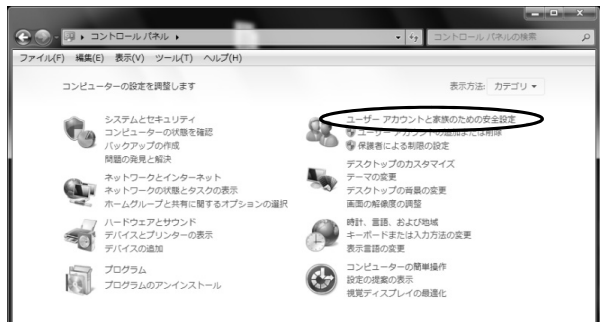 コントロール パネル
コントロール パネルの検索
ファイル(F) 編集(E) 表示(V) ツール(T) ヘルプ(H)
コンピューターの設定を調整します
表示方法: カテゴリ
システムとセキュリティ
コンピューターの状態を確認
バックアップの作成
問題の発見と解決
ネットワークとインターネット
ネットワークの状態とタスクの表示
ホームグループと共有に関するオプションの選択
ハードウェアとサウンド
デバイスとプリンターの表示
デバイスの追加
プログラム
プログラムのアンインストール
ユーザー アカウントと家族のための安全設定
ユーザー アカウントの追加または削除
保護者による制限の設定
デスクトップのカスタマイズ
テーマの変更
デスクトップの背景の変更
画面の解像度の調整
時計、言語、および地域
キーボードまたは入力方法の変更
表示言語の変更
コンピューターの簡単操作
設定の提案の表示
視覚ディスプレイの最適化